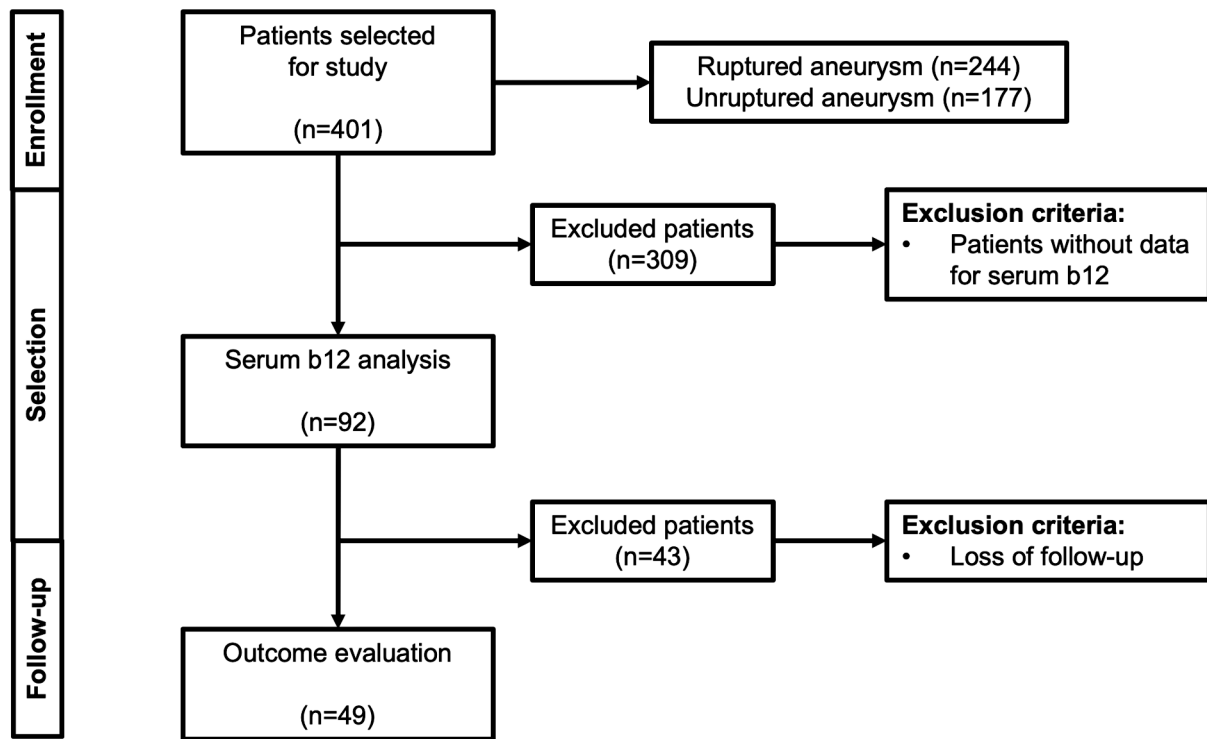 Enrollment
Patients selected
for study
(n=401)
Ruptured aneurysm (n=244)
Unruptured aneurysm (n=177)
Selection
Excluded patients
(n=309)
Exclusion criteria:
• Patients without data
for serum b12
Serum b12 analysis
(n=92)
Excluded patients
(n=43)
Exclusion criteria:
• Loss of follow-up
Follow-up
Outcome evaluation
(n=49)